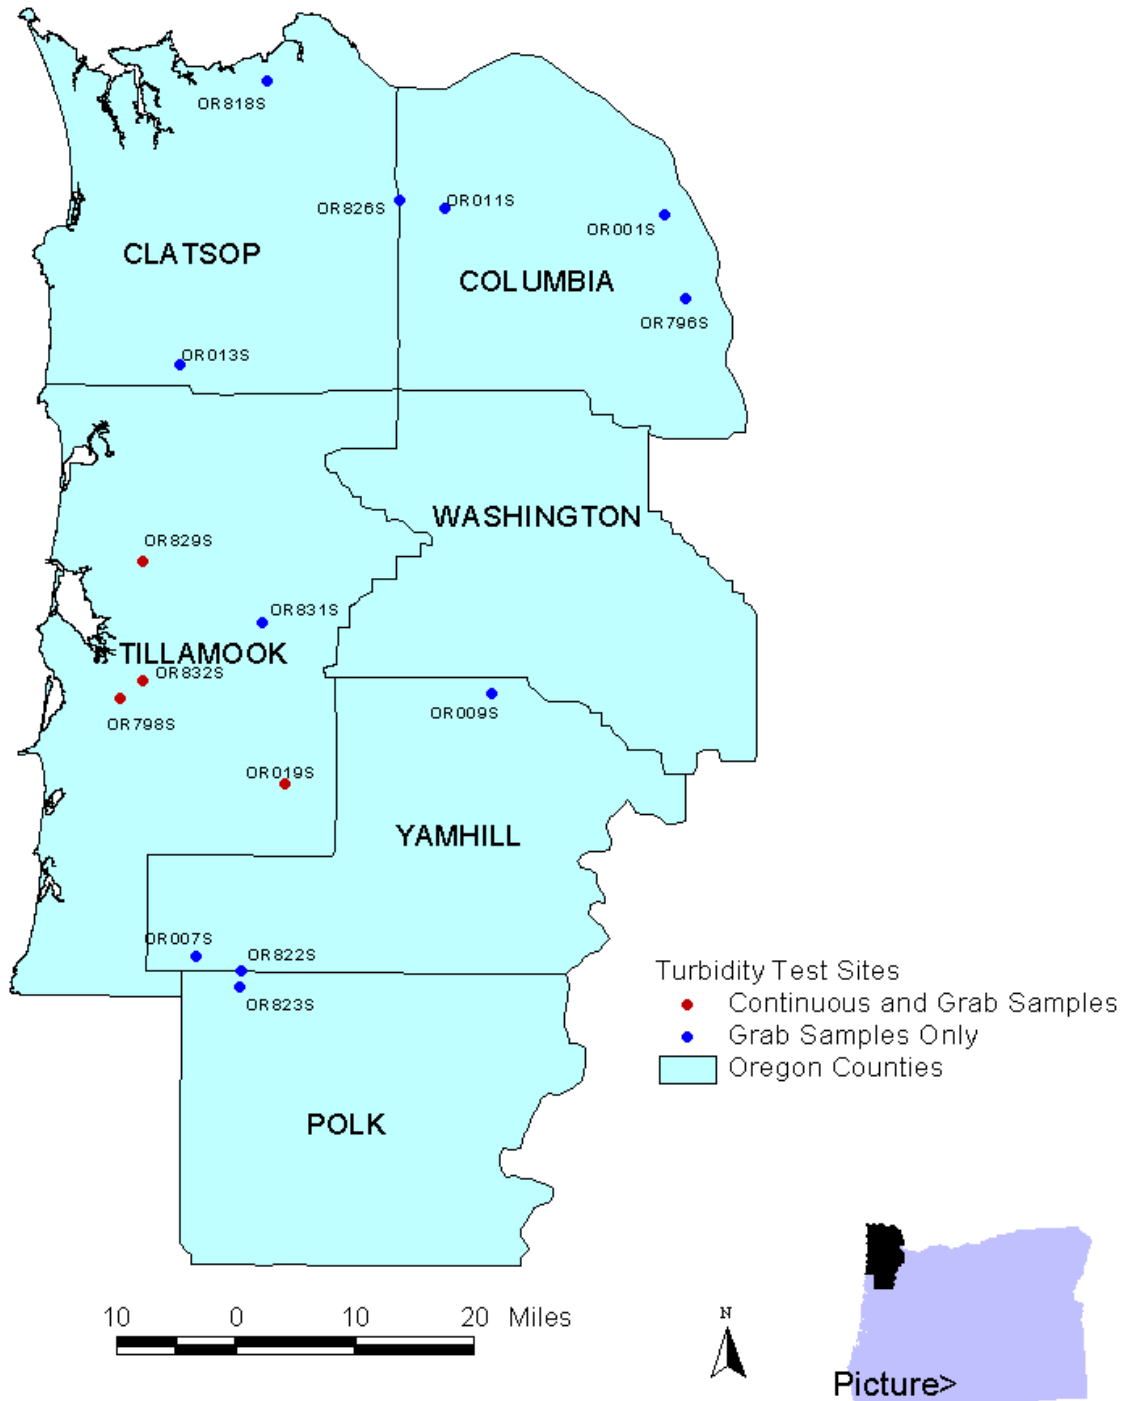 OR818S
OR826S
OR011S
OR001S
CLATSOP
COLUMBIA
OR796S
OR013S
WASHINGTON
OR829S
OR831S
TILLAMOOK
OR832S
OR798S
OR009S
OR019S
YAMHILL
OR007S
OR822S
OR823S
Turbidity Test Sites
Continuous and Grab Samples
Grab Samples Only
Oregon Counties
POLK
10 0 10 20 Miles
N
Picture>